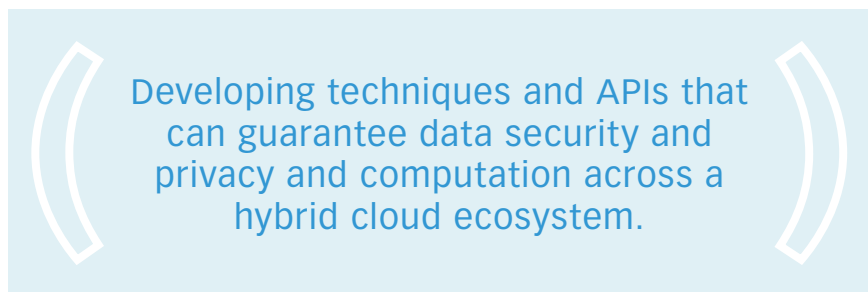 Developing techniques and APIs that
can guarantee data security and
privacy and computation across a
hybrid cloud ecosystem.